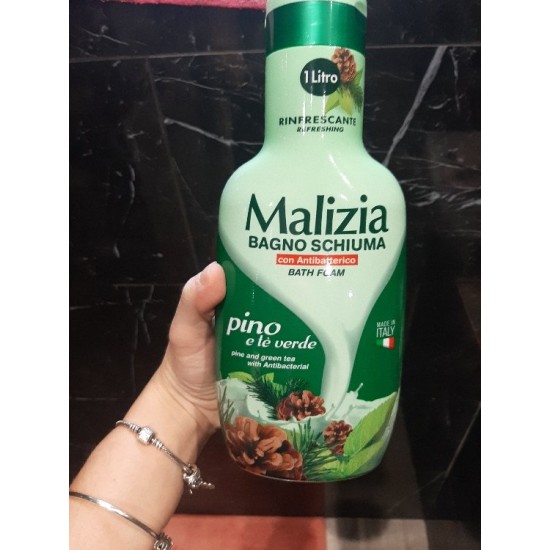 1 Litro
RINFRESCANTE
REFRESHING
Malizia
BAGNO SCHIUMA
con Antibatterico
BATH FOAM
pino
e tè verde
pine and green tea
with Antibacterial
MADE IN
ITALY